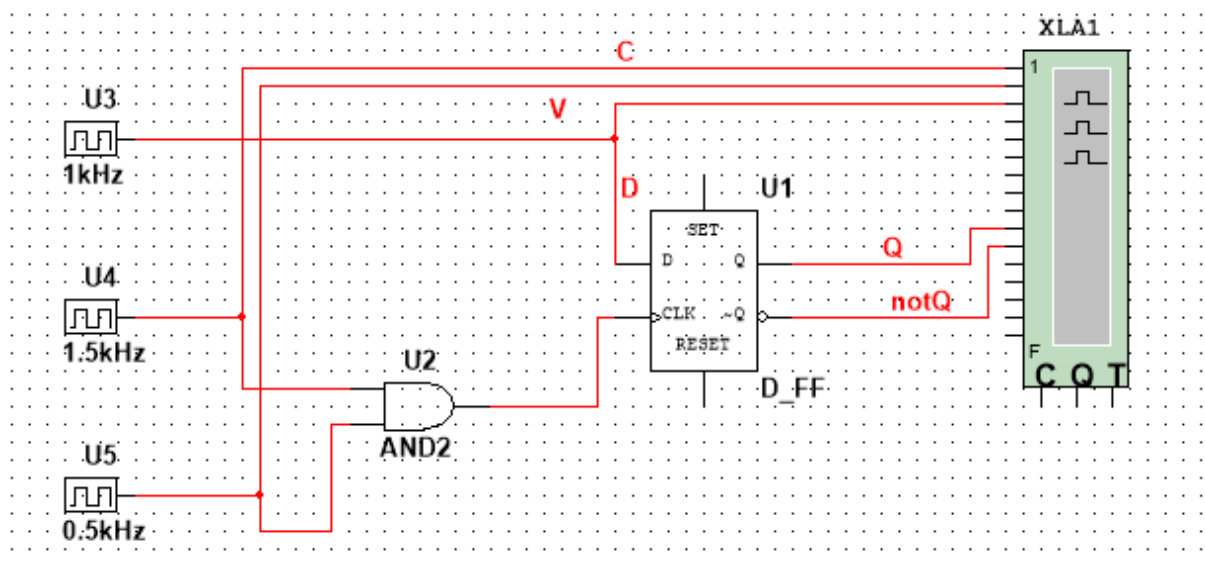 XLA1
C
1
U3
V
1kHz
D
U1
SET
D
Q
Q
U4
CLK
~Q
notQ
1.5kHz
RESET
U2
F
C Q T
D_FF
AND2
U5
0.5kHz